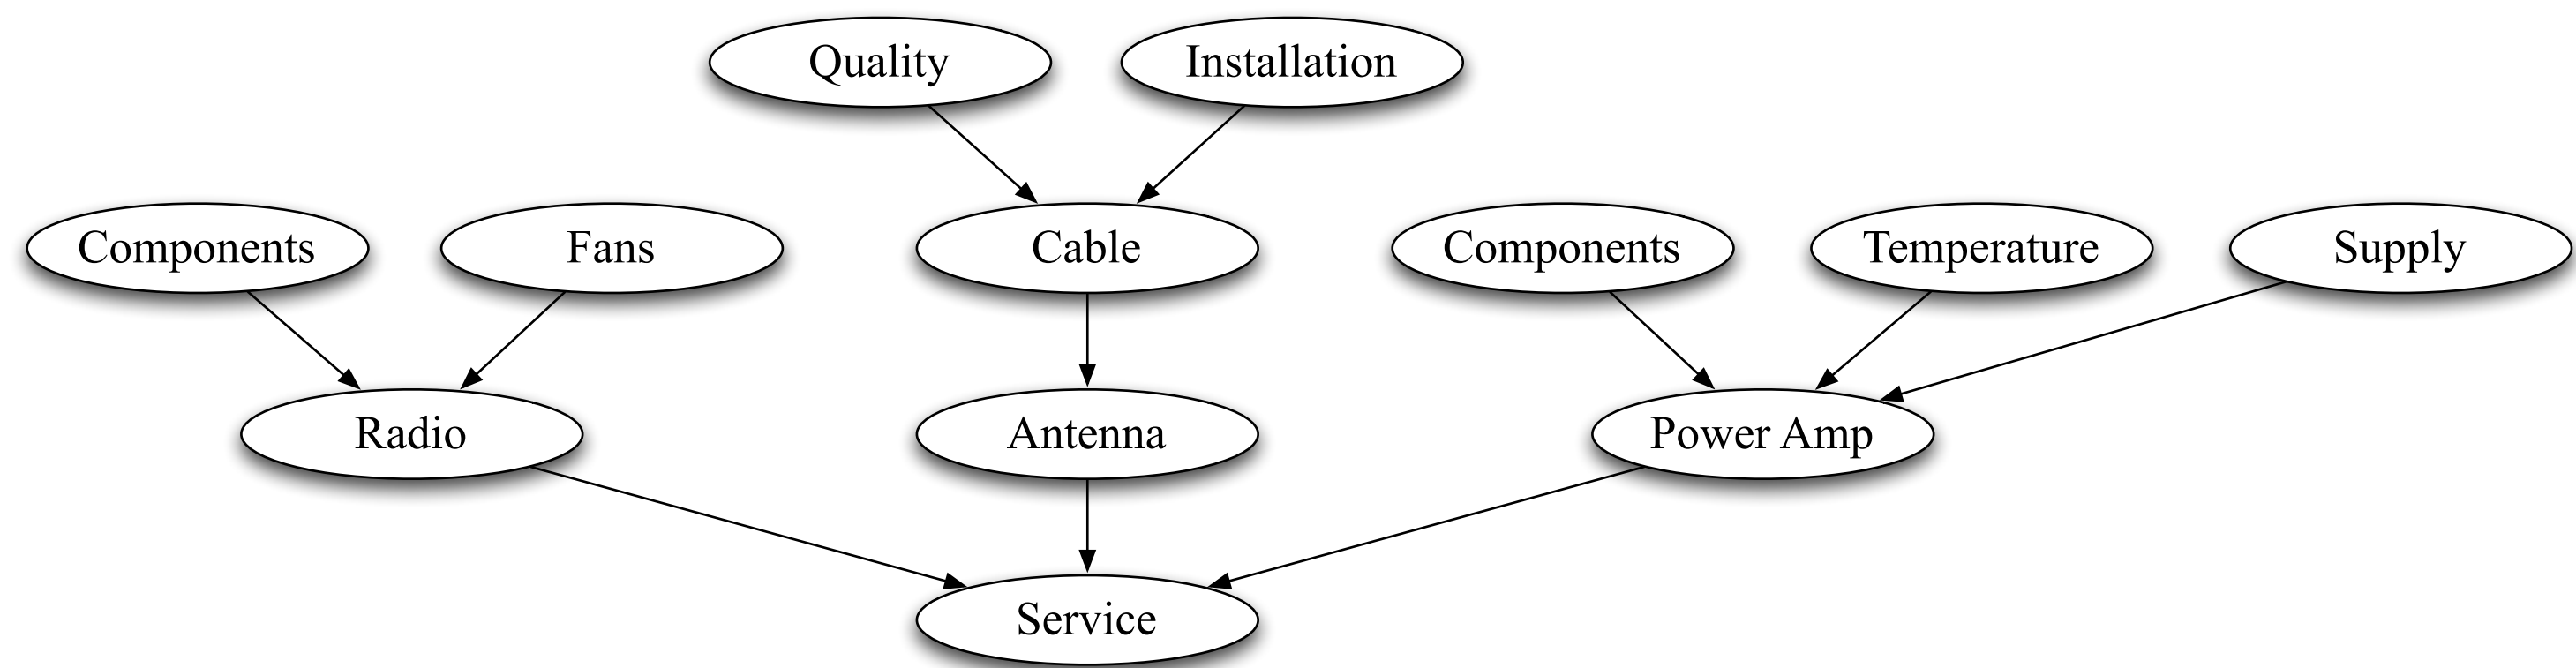 Quality
Installation
Components
Fans
Cable
Components
Temperature
Supply
Radio
Antenna
Power Amp
Service